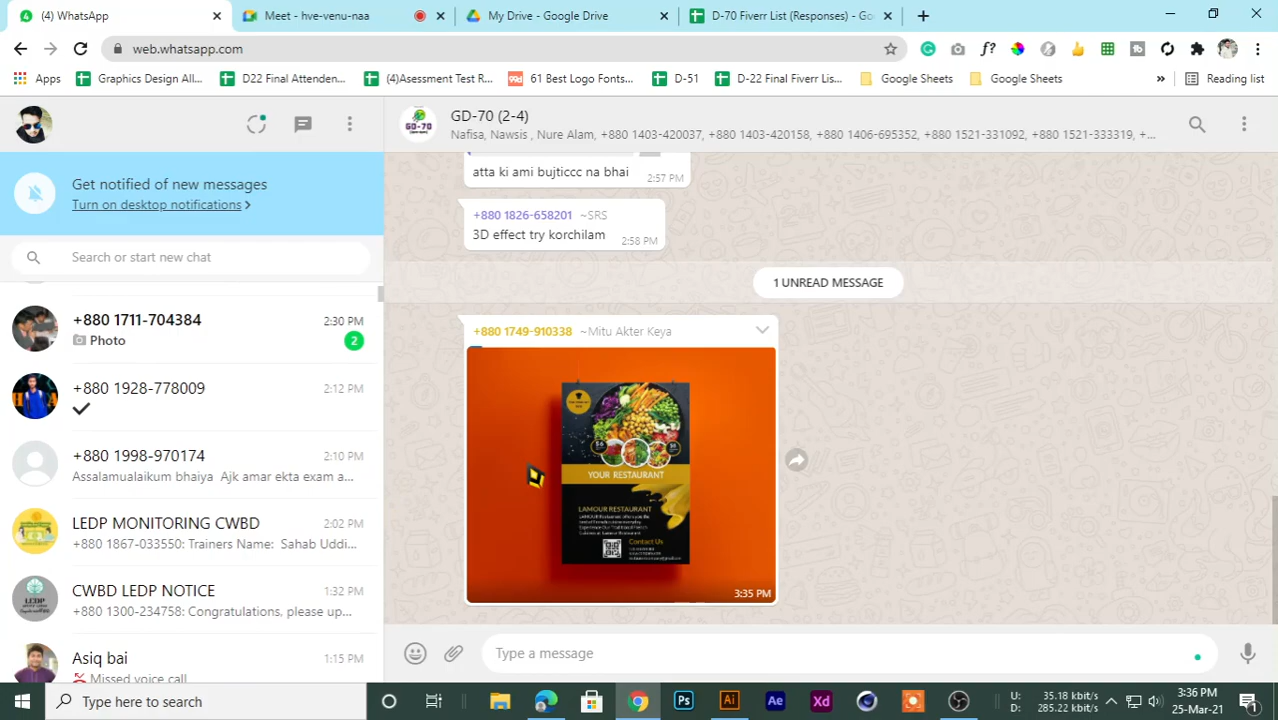 (4) WhatsApp
Meet - hve-venu-naa
My Drive - Google Drive
D-70 Fiverr List (Responses) - Go
web.whatsapp.com
Apps
Graphics Design All...
D22 Final Attenden...
(4)Asessment Test R...
61 Best Logo Fonts...
D-51
D-22 Final Fiverr Lis...
Google Sheets
Google Sheets
Reading list
GD-70 (2-4)
Nafisa, Nawsis , Nure Alam, +880 1403-420037, +880 1403-420158, +880 1406-695352, +880 1521-331092, +880 1521-333319, +...
Get notified of new messages
Turn on desktop notifications
Search or start new chat
+880 1711-704384
2:30 PM
Photo
2
+880 1928-778009
2:12 PM
+880 1998-970174
2:10 PM
Assalamualaikum bhaiya Ajk amar ekta exam a...
LEDP MONITORING CWBD
2:02 PM
Trainers Name: Sahab Uddi...
CWBD LEDP NOTICE
1:32 PM
+880 1300-234758: Congratulations, please up...
Asiq bai
1:15 PM
Missed voice call
atta ki ami bujticcc na bhai
2:57 PM
+880 1826-658201 ~SRS
3D effect try korchilam
2:58 PM
1 UNREAD MESSAGE
+880 1749-910338 ~Mitu Akter Keya
YOUR RESTAURANT
LAMOUR RESTAURANT
Contact Us
3:35 PM
Type a message
Type here to search
Ps
Ai
Ae
Xd
U: 35.18 kbit/s
D: 285.22 kbit/s
3:36 PM
25-Mar-21
1